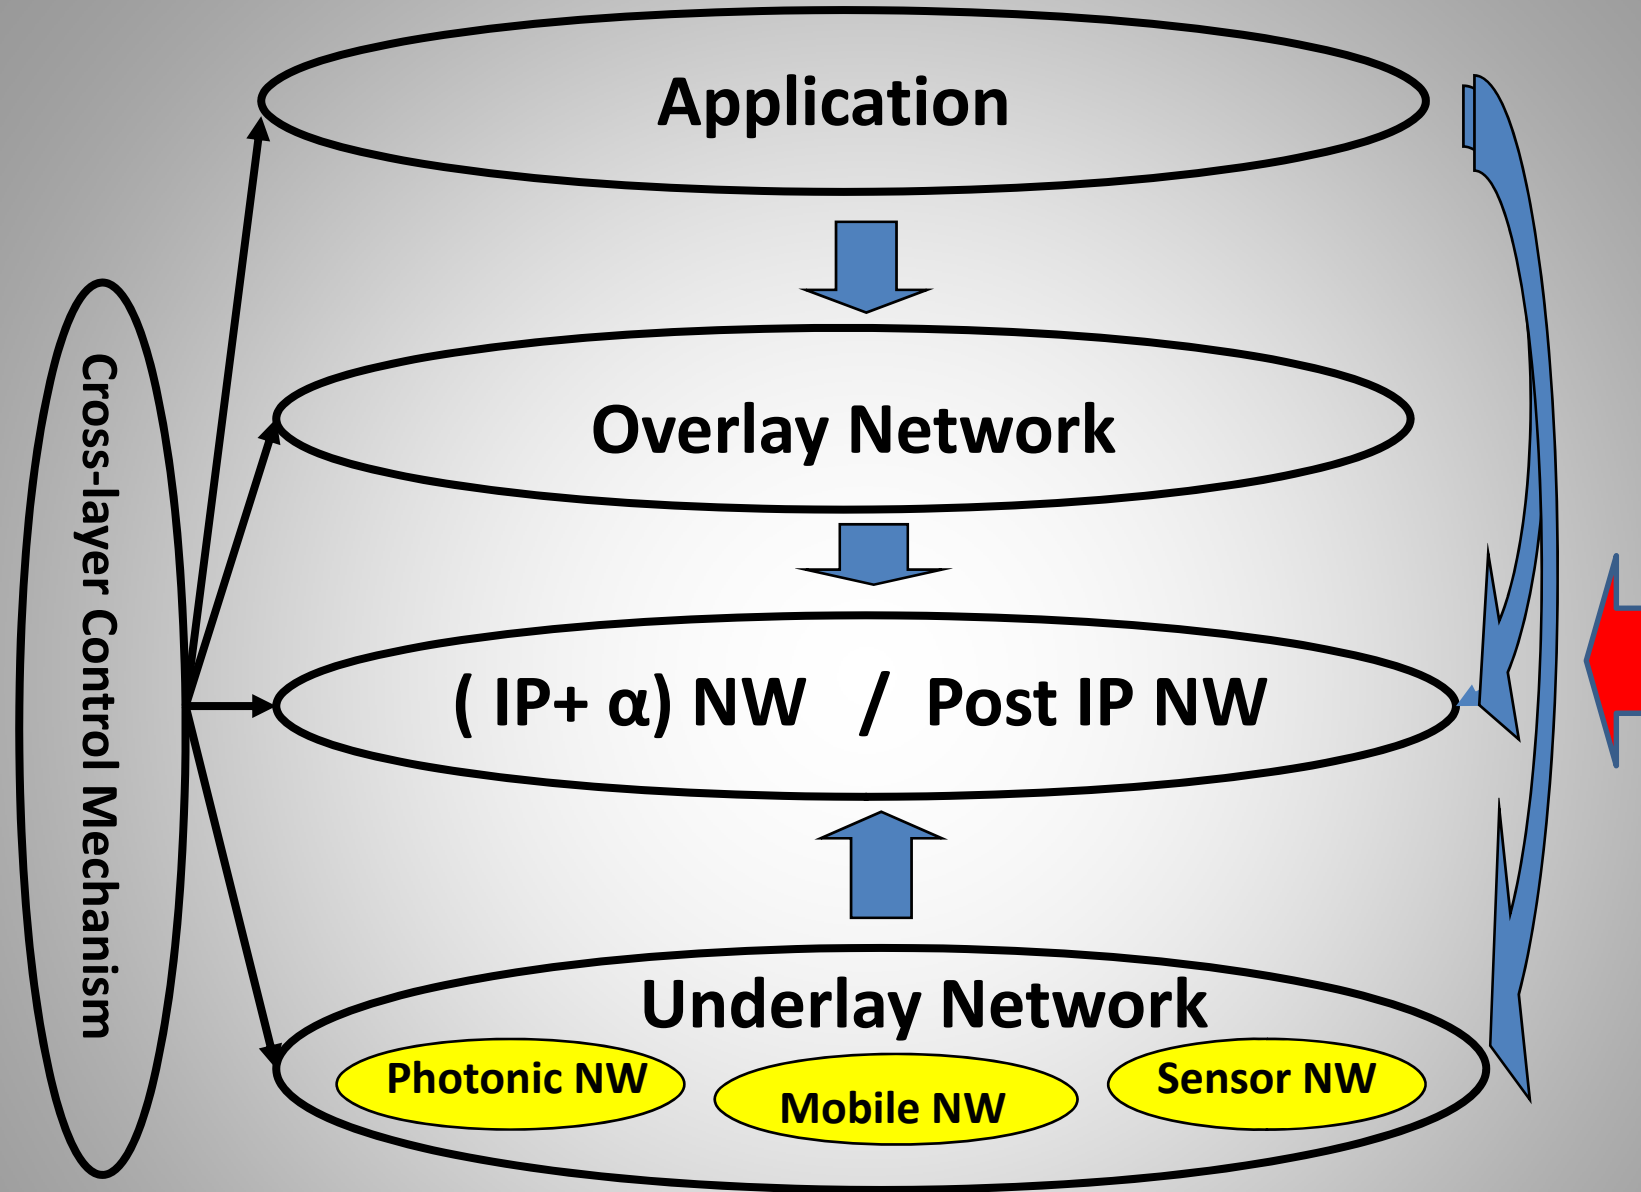 Application
Overlay Network
( IP+ α) NW / Post IP NW
Underlay Network
Photonic NW
Mobile NW
Sensor NW
Cross-layer Control Mechanism